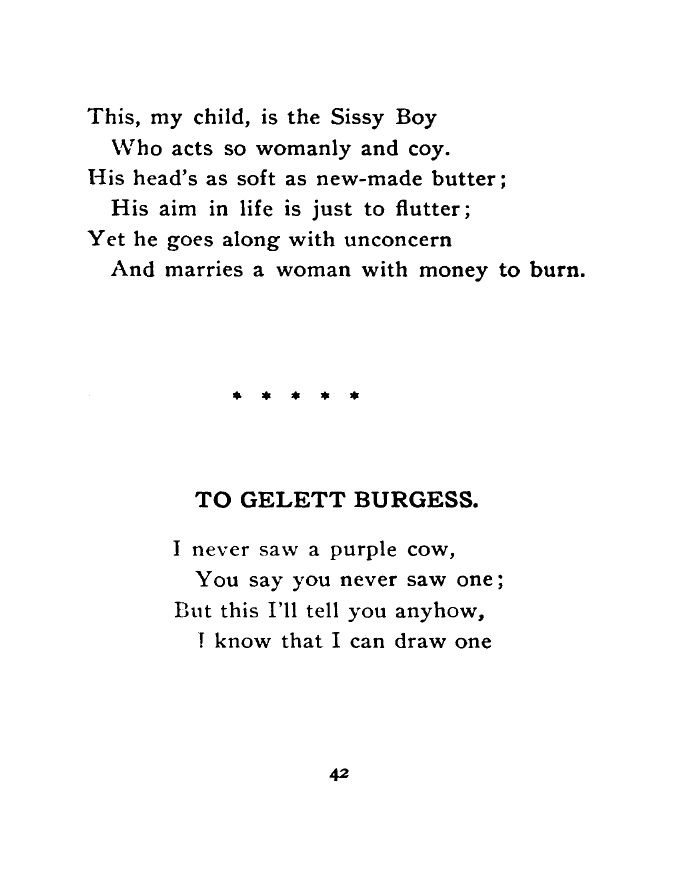 This, my child, is the Sissy Boy
Who acts so womanly and coy.
His head's as soft as new-made butter;
His aim in life is just to flutter;
Yet he goes along with unconcern
And marries a woman with money to burn.
* * * * *
TO GELETT BURGESS.
I never saw a purple cow,
You say you never saw one;
But this I'll tell you anyhow,
I know that I can draw one
42